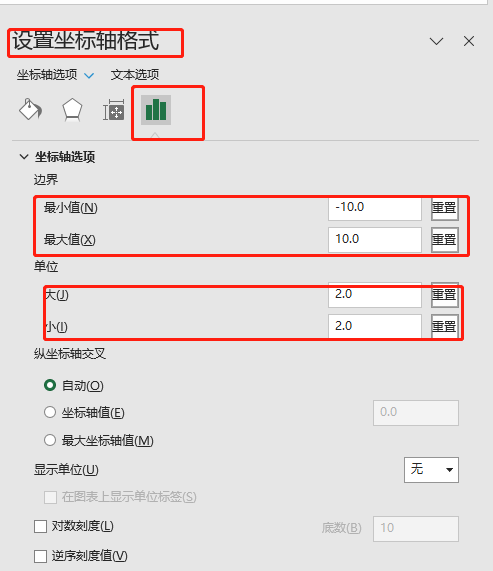 设置坐标轴格式
坐标轴选项 文本选项
坐标轴选项
边界
最小值(N) -10.0 重置
最大值(X) 10.0 重置
单位
大(J) 2.0 重置
小(I) 2.0 重置
纵坐标轴交叉
自动(O)
坐标轴值(E) 0.0
最大坐标轴值(M)
显示单位(U) 无
在图表上显示单位标签(S)
对数刻度(L) 底数(B) 10
逆序刻度值(V)